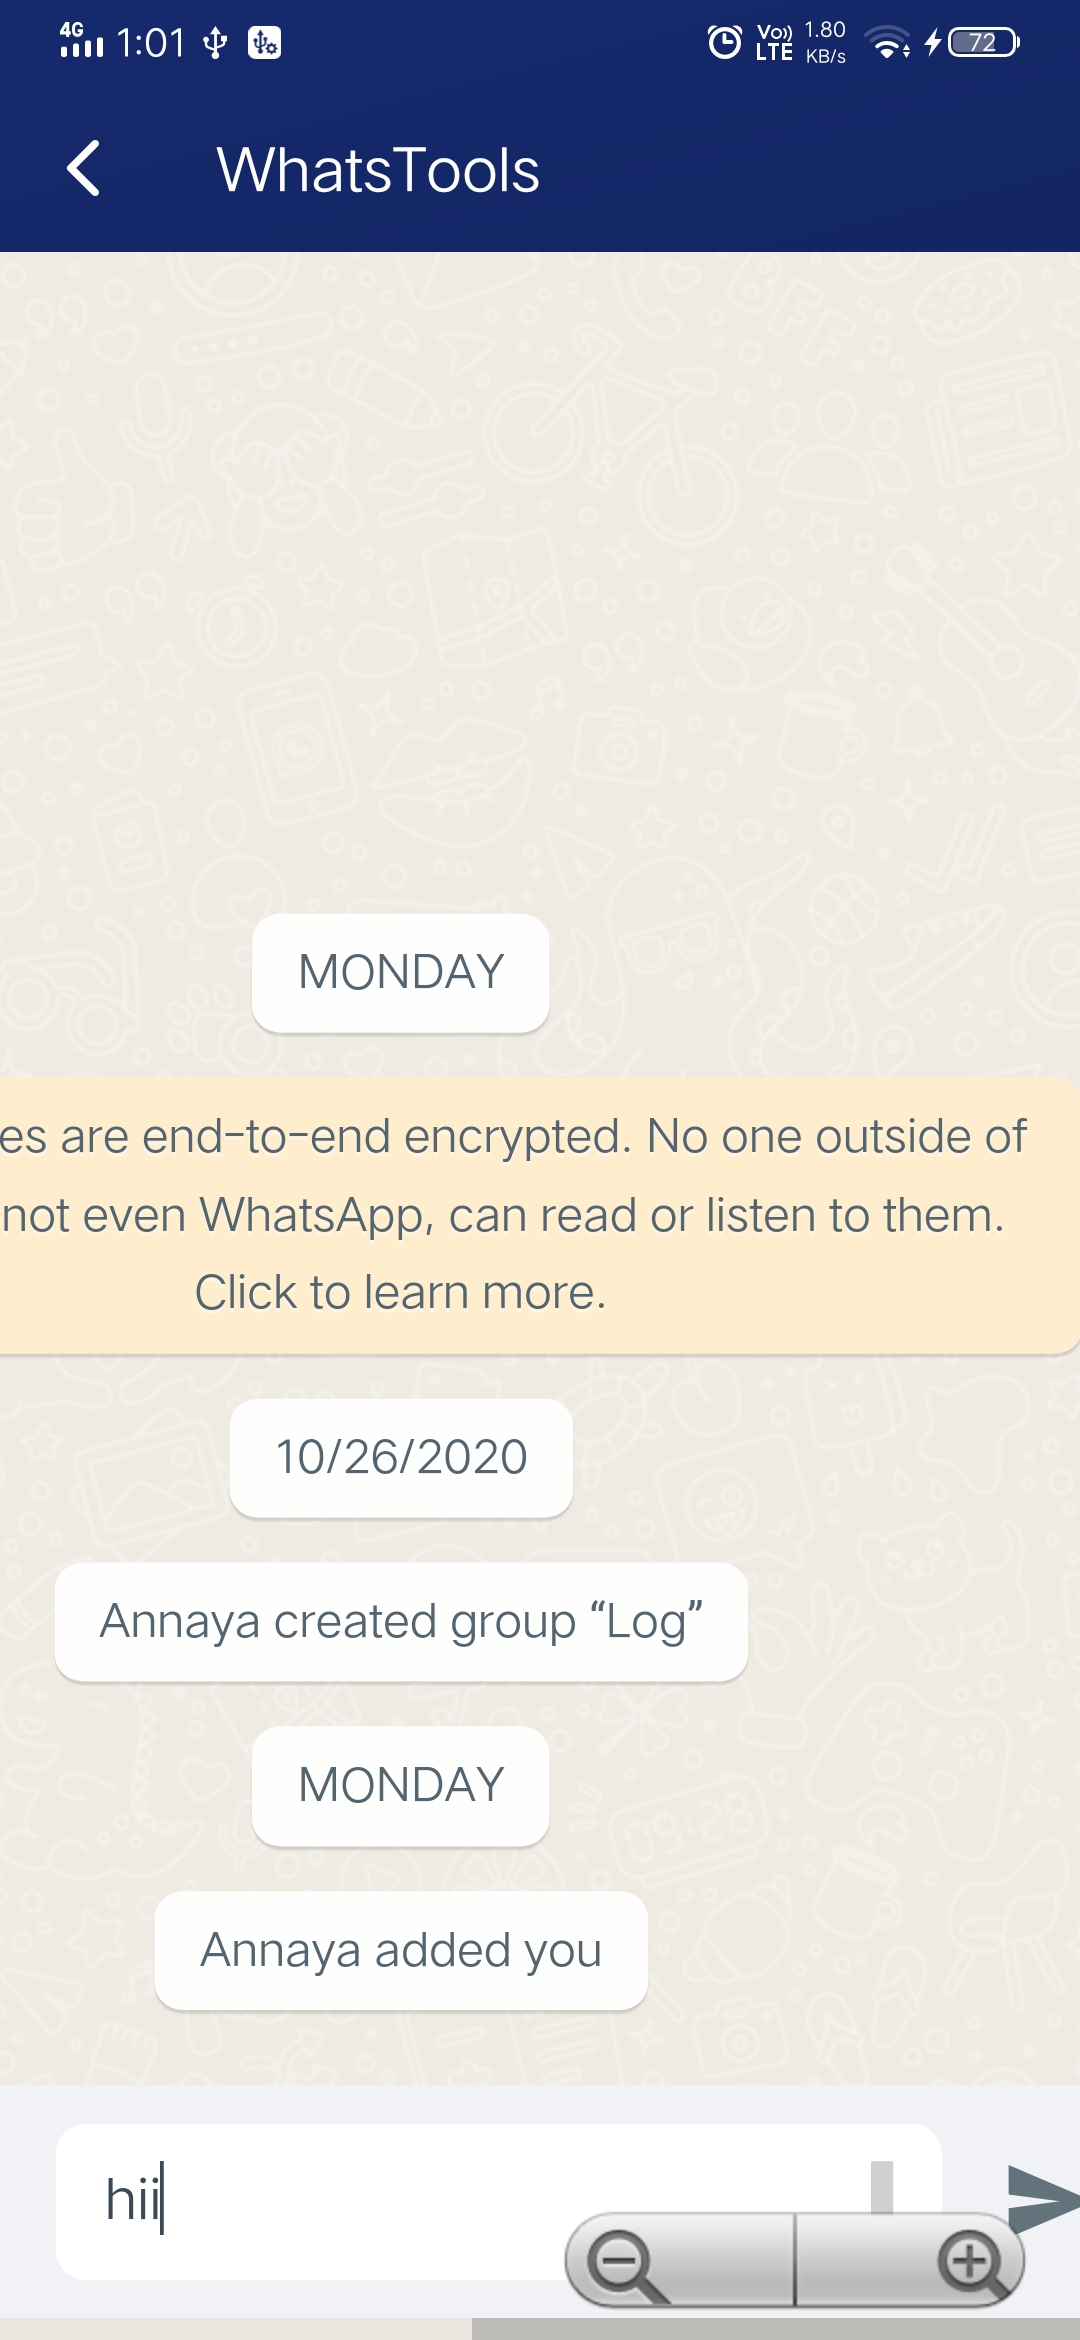 4G 1:01 Vo)) LTE 1.80 KB/s 72
WhatsTools
MONDAY
es are end-to-end encrypted. No one outside of
not even WhatsApp, can read or listen to them.
Click to learn more.
10/26/2020
Annaya created group “Log”
MONDAY
Annaya added you
hii